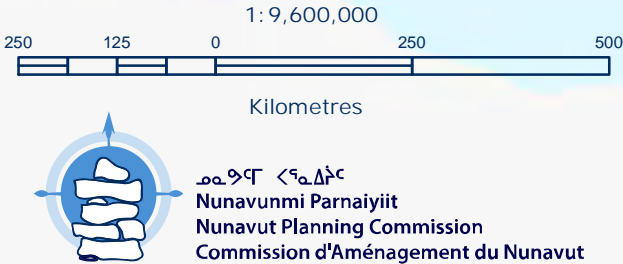 1:9,600,000
250 125 0 250 500
Kilometres
ᓄᓇᕗᒻᒥ ᐸᕐᓇᐃᔩᑦ
Nunavunmi Parnaiyiit
Nunavut Planning Commission
Commission d'Aménagement du Nunavut